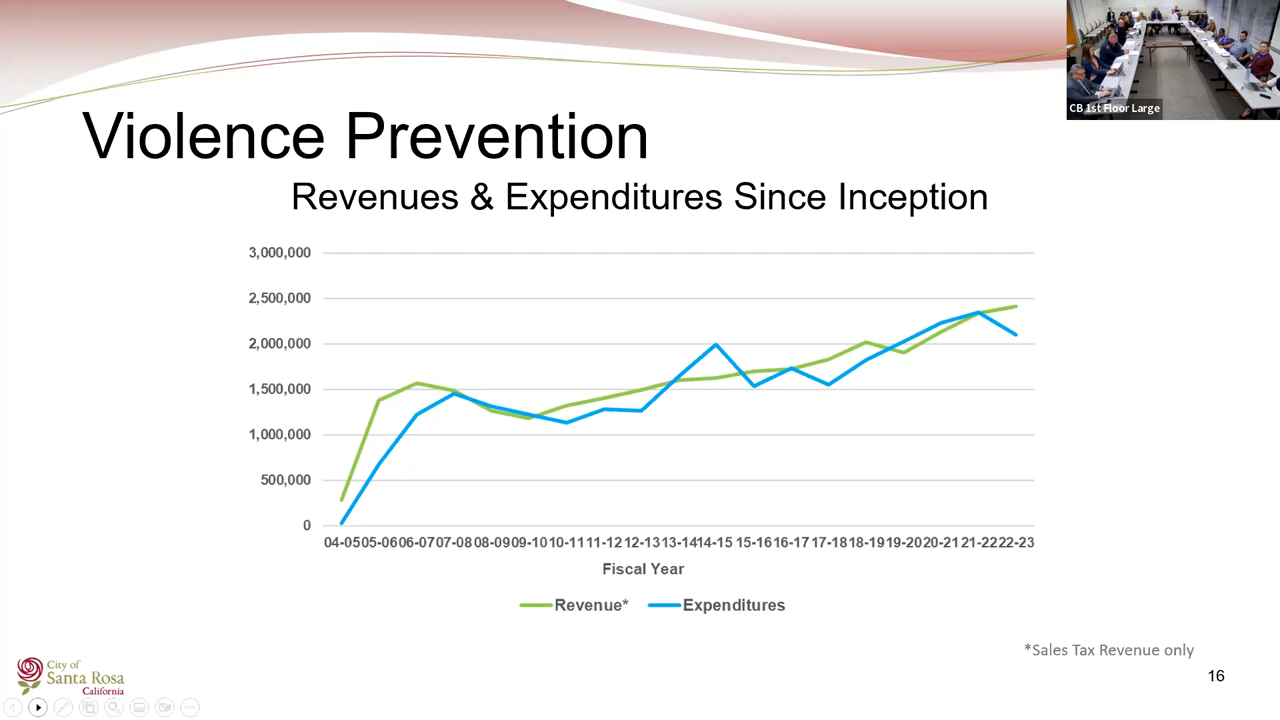 CB 1st Floor Large
Violence Prevention
Revenues & Expenditures Since Inception
3,000,000
2,500,000
2,000,000
1,500,000
1,000,000
500,000
0
04-05 05-06 06-07 07-08 08-09 09-10 10-11 11-12 12-13 13-14 14-15 15-16 16-17 17-18 18-19 19-20 20-21 21-22 22-23
Fiscal Year
Revenue* Expenditures
*Sales Tax Revenue only
City of
Santa Rosa
California
16